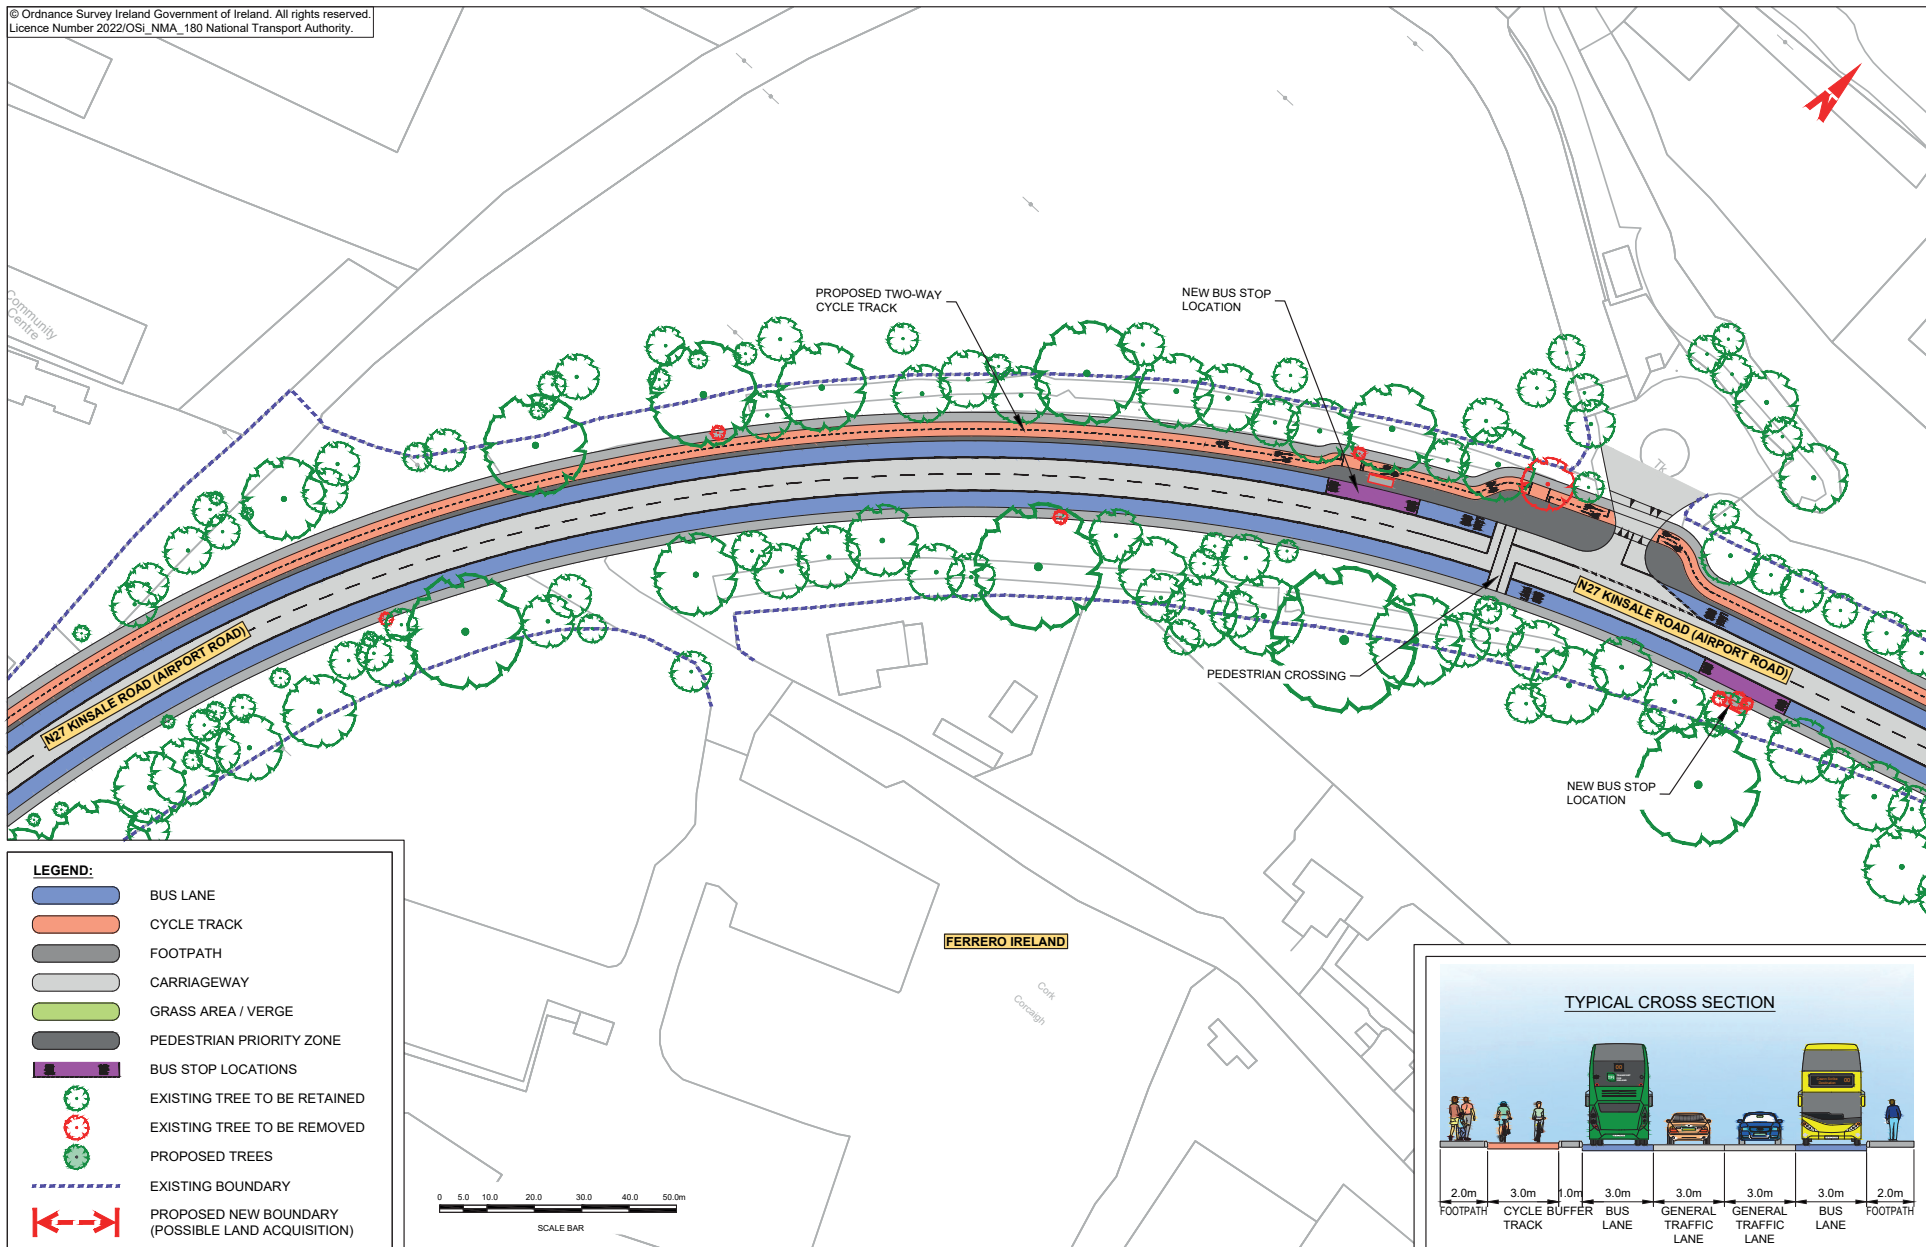 © Ordnance Survey Ireland Government of Ireland. All rights reserved.
Licence Number 2022/OSi_NMA_180 National Transport Authority.
N
Community
Centre
PROPOSED TWO-WAY
CYCLE TRACK
NEW BUS STOP
LOCATION
Tk
N27 KINSALE ROAD (AIRPORT ROAD)
N27 KINSALE ROAD (AIRPORT ROAD)
PEDESTRIAN CROSSING
NEW BUS STOP
LOCATION
FERRERO IRELAND
Cork
Corcaigh
LEGEND:
BUS LANE
CYCLE TRACK
FOOTPATH
CARRIAGEWAY
GRASS AREA / VERGE
PEDESTRIAN PRIORITY ZONE
BUS STOP LOCATIONS
EXISTING TREE TO BE RETAINED
EXISTING TREE TO BE REMOVED
PROPOSED TREES
EXISTING BOUNDARY
PROPOSED NEW BOUNDARY
(POSSIBLE LAND ACQUISITION)
0 5.0 10.0 20.0 30.0 40.0 50.0m
SCALE BAR
TYPICAL CROSS SECTION
2.0m 3.0m 1.0m 3.0m 3.0m 3.0m 3.0m 2.0m
FOOTPATH CYCLE BUFFER BUS GENERAL GENERAL BUS FOOTPATH
TRACK LANE TRAFFIC TRAFFIC LANE
LANE LANE